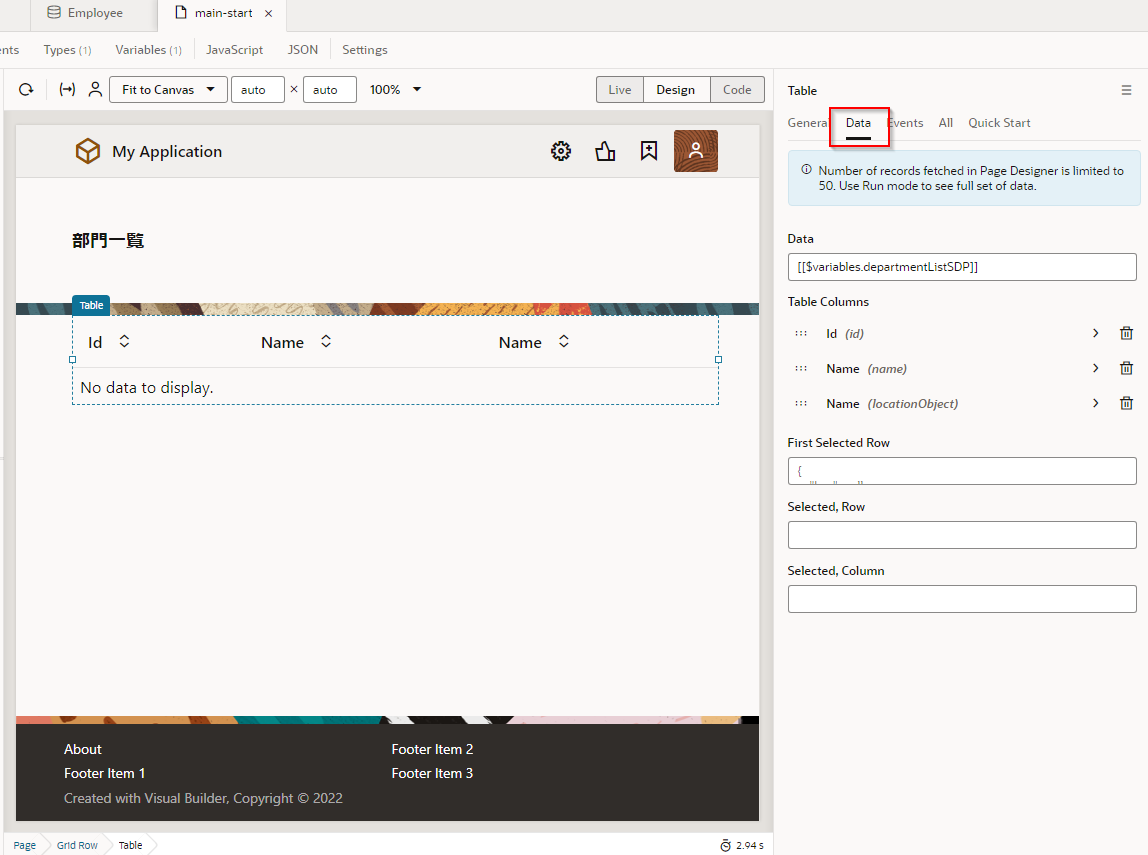 Employee
main-start
nts
Types (1)
Variables (1)
JavaScript
JSON
Settings
Fit to Canvas
auto
×
auto
100%
Live
Design
Code
My Application
部門一覧
Table
Id
Name
Name
No data to display.
About
Footer Item 2
Footer Item 1
Footer Item 3
Created with Visual Builder, Copyright © 2022
Page
Grid Row
Table
2.94 s
Table
General
Data
Events
All
Quick Start
Number of records fetched in Page Designer is limited to
50. Use Run mode to see full set of data.
Data
[[$variables.departmentListSDP]]
Table Columns
Id (id)
Name (name)
Name (locationObject)
First Selected Row
{
Selected, Row
Selected, Column